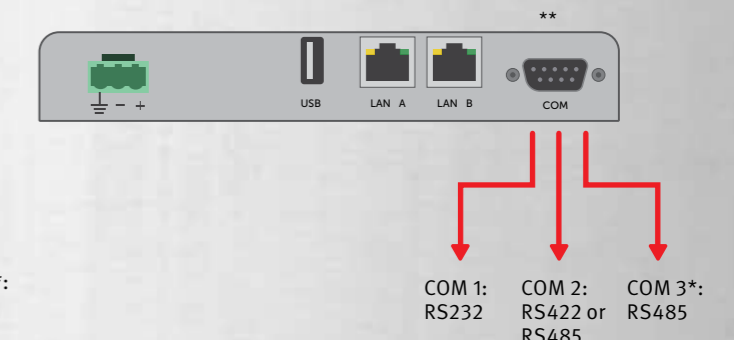 **
USB
LAN A
LAN B
COM
*:
COM 1:
RS232
COM 2:
RS422 or
RS485
COM 3*:
RS485